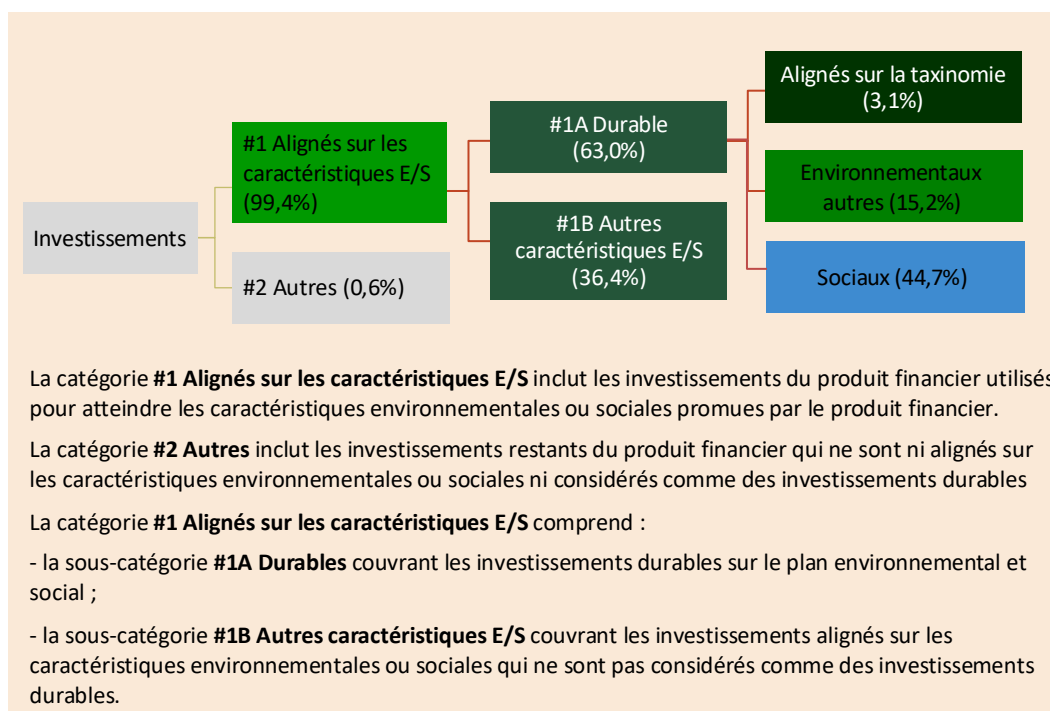 Investissements
#1 Alignés sur les
caractéristiques E/S
(99,4%)
#2 Autres (0,6%)
#1A Durable
(63,0%)
#1B Autres
caractéristiques E/S
(36,4%)
Alignés sur la taxinomie
(3,1%)
Environnementaux
autres (15,2%)
Sociaux (44,7%)
La catégorie #1 Alignés sur les caractéristiques E/S inclut les investissements du produit financier utilisés
pour atteindre les caractéristiques environnementales ou sociales promues par le produit financier.
La catégorie #2 Autres inclut les investissements restants du produit financier qui ne sont ni alignés sur
les caractéristiques environnementales ou sociales ni considérés comme des investissements durables
La catégorie #1 Alignés sur les caractéristiques E/S comprend :
- la sous-catégorie #1A Durables couvrant les investissements durables sur le plan environnemental et
social ;
- la sous-catégorie #1B Autres caractéristiques E/S couvrant les investissements alignés sur les
caractéristiques environnementales ou sociales qui ne sont pas considérés comme des investissements
durables.